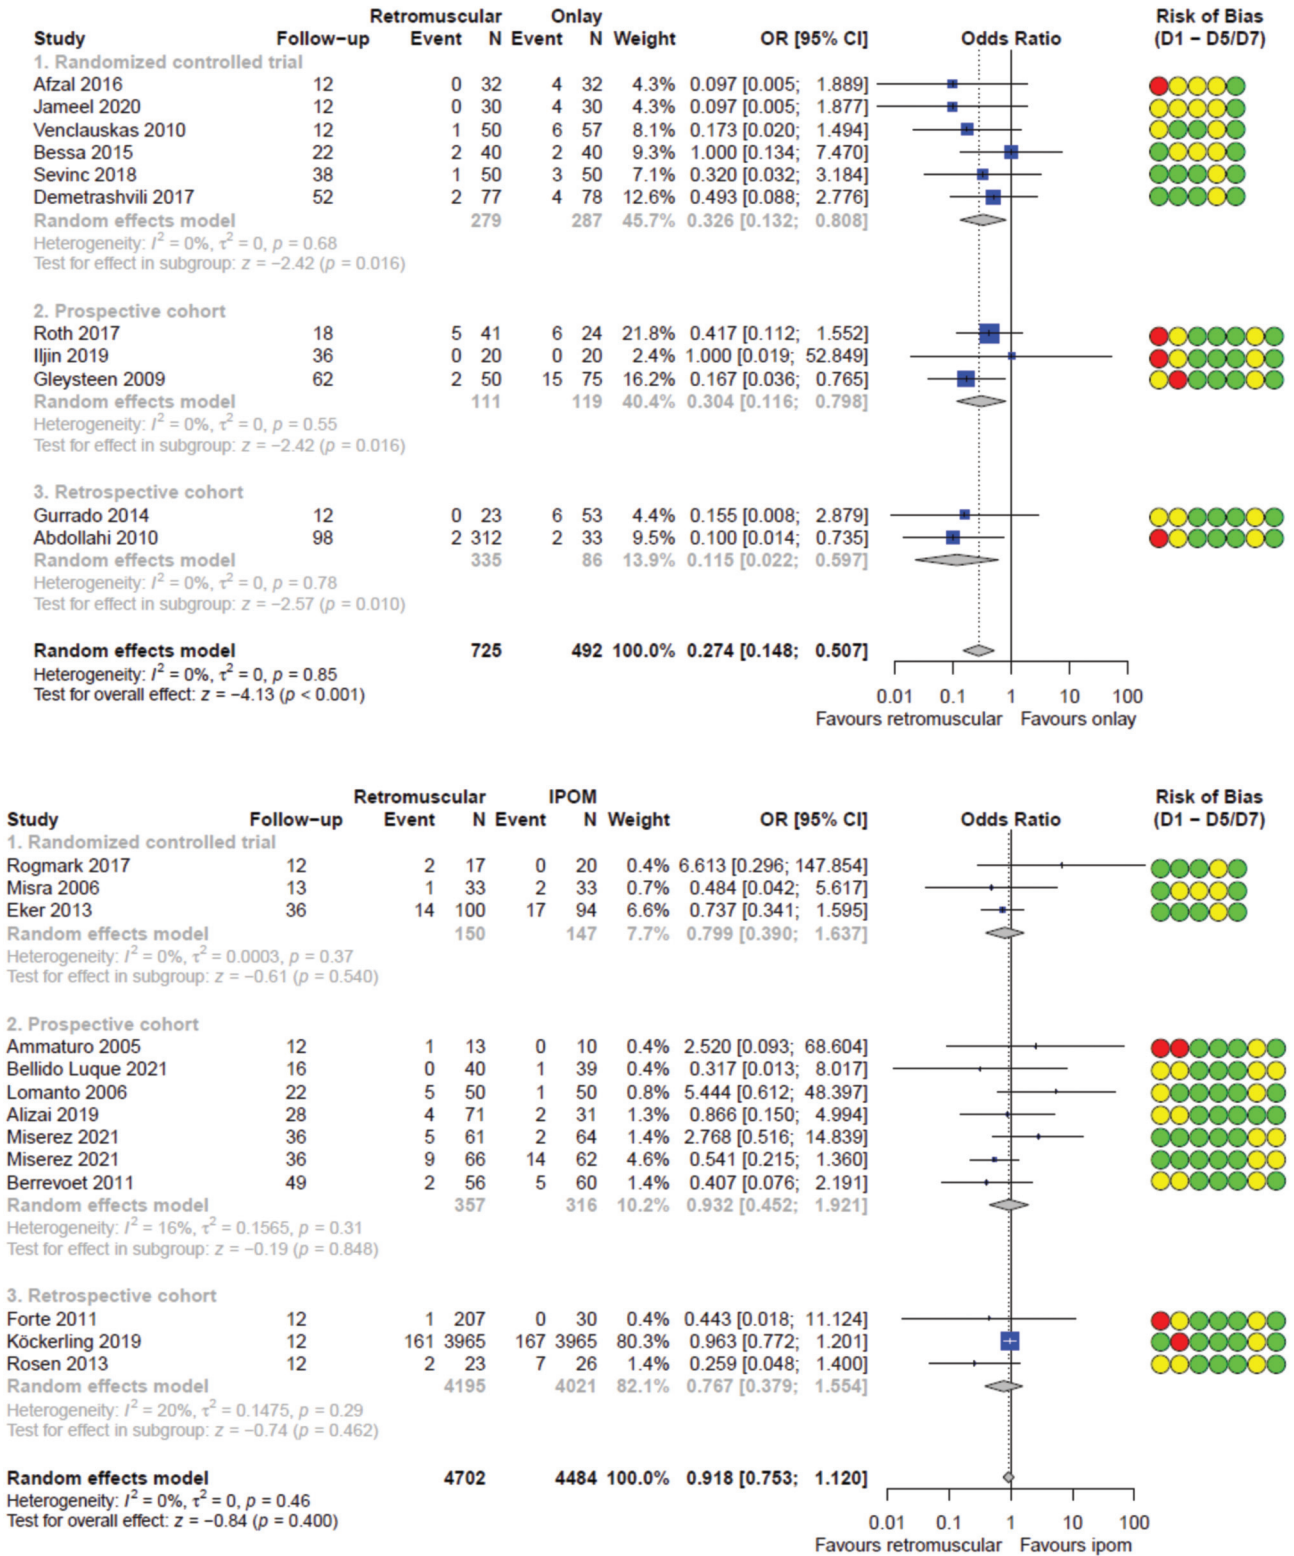 Retromuscular Onlay Risk of Bias
Study Follow−up Event N Event N Weight OR [95% CI] Odds Ratio (D1 − D5/D7)
1. Randomized controlled trial
Afzal 2016 12 0 32 4 32 4.3% 0.097 [0.005; 1.889]
Jameel 2020 12 0 30 4 30 4.3% 0.097 [0.005; 1.877]
Venclauskas 2010 12 1 50 6 57 8.1% 0.173 [0.020; 1.494]
Bessa 2015 22 2 40 2 40 9.3% 1.000 [0.134; 7.470]
Sevinc 2018 38 1 50 3 50 7.1% 0.320 [0.032; 3.184]
Demetrashvili 2017 52 2 77 4 78 12.6% 0.493 [0.088; 2.776]
Random effects model 279 287 45.7% 0.326 [0.132; 0.808]
Heterogeneity: I² = 0%, τ² = 0, p = 0.68
Test for effect in subgroup: z = −2.42 (p = 0.016)
2. Prospective cohort
Roth 2017 18 5 41 6 24 21.8% 0.417 [0.112; 1.552]
Iljin 2019 36 0 20 0 20 2.4% 1.000 [0.019; 52.849]
Gleysteen 2009 62 2 50 15 75 16.2% 0.167 [0.036; 0.765]
Random effects model 111 119 40.4% 0.304 [0.116; 0.798]
Heterogeneity: I² = 0%, τ² = 0, p = 0.55
Test for effect in subgroup: z = −2.42 (p = 0.016)
3. Retrospective cohort
Gurrado 2014 12 0 23 6 53 4.4% 0.155 [0.008; 2.879]
Abdollahi 2010 98 2 312 2 33 9.5% 0.100 [0.014; 0.735]
Random effects model 335 86 13.9% 0.115 [0.022; 0.597]
Heterogeneity: I² = 0%, τ² = 0, p = 0.78
Test for effect in subgroup: z = −2.57 (p = 0.010)
Random effects model 725 492 100.0% 0.274 [0.148; 0.507]
Heterogeneity: I² = 0%, τ² = 0, p = 0.85
Test for overall effect: z = −4.13 (p < 0.001)
0.01 0.1 1 10 100
Favours retromuscular Favours onlay
Retromuscular IPOM Risk of Bias
Study Follow−up Event N Event N Weight OR [95% CI] Odds Ratio (D1 − D5/D7)
1. Randomized controlled trial
Rogmark 2017 12 2 17 0 20 0.4% 6.613 [0.296; 147.854]
Misra 2006 13 1 33 2 33 0.7% 0.484 [0.042; 5.617]
Eker 2013 36 14 100 17 94 6.6% 0.737 [0.341; 1.595]
Random effects model 150 147 7.7% 0.799 [0.390; 1.637]
Heterogeneity: I² = 0%, τ² = 0.0003, p = 0.37
Test for effect in subgroup: z = −0.61 (p = 0.540)
2. Prospective cohort
Ammaturo 2005 12 1 13 0 10 0.4% 2.520 [0.093; 68.604]
Bellido Luque 2021 16 0 40 1 39 0.4% 0.317 [0.013; 8.017]
Lomanto 2006 22 5 50 1 50 0.8% 5.444 [0.612; 48.397]
Alizai 2019 28 4 71 2 31 1.3% 0.866 [0.150; 4.994]
Miserez 2021 36 5 61 2 64 1.4% 2.768 [0.516; 14.839]
Miserez 2021 36 9 66 14 62 4.6% 0.541 [0.215; 1.360]
Berrevoet 2011 49 2 56 5 60 1.4% 0.407 [0.076; 2.191]
Random effects model 357 316 10.2% 0.932 [0.452; 1.921]
Heterogeneity: I² = 16%, τ² = 0.1565, p = 0.31
Test for effect in subgroup: z = −0.19 (p = 0.848)
3. Retrospective cohort
Forte 2011 12 1 207 0 30 0.4% 0.443 [0.018; 11.124]
Köckerling 2019 12 161 3965 167 3965 80.3% 0.963 [0.772; 1.201]
Rosen 2013 12 2 23 7 26 1.4% 0.259 [0.048; 1.400]
Random effects model 4195 4021 82.1% 0.767 [0.379; 1.554]
Heterogeneity: I² = 20%, τ² = 0.1475, p = 0.29
Test for effect in subgroup: z = −0.74 (p = 0.462)
Random effects model 4702 4484 100.0% 0.918 [0.753; 1.120]
Heterogeneity: I² = 0%, τ² = 0, p = 0.46
Test for overall effect: z = −0.84 (p = 0.400)
0.01 0.1 1 10 100
Favours retromuscular Favours ipom